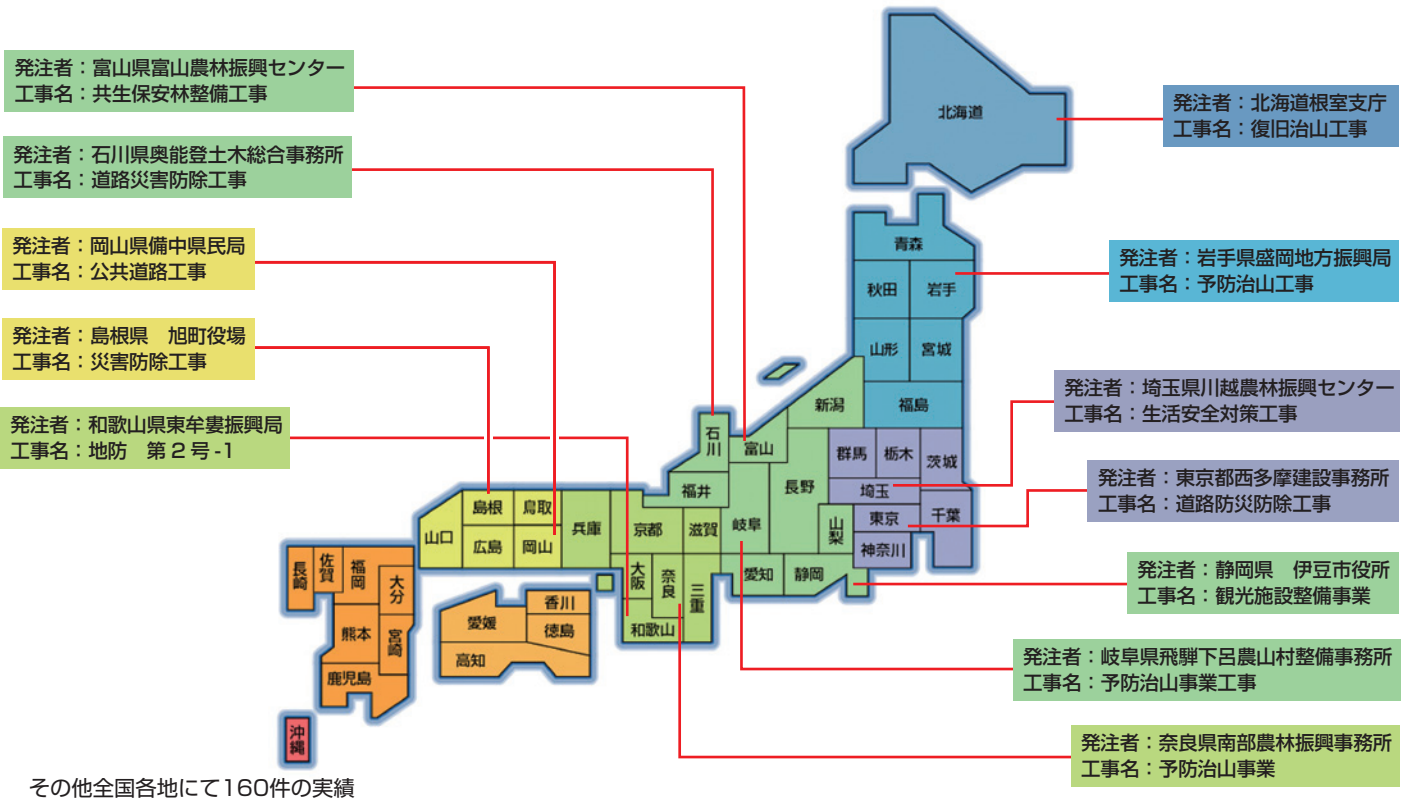 発注者：富山県富山農林振興センター
工事名：共生保安林整備工事
発注者：石川県奥能登土木総合事務所
工事名：道路災害防除工事
発注者：岡山県備中県民局
工事名：公共道路工事
発注者：島根県　旭町役場
工事名：災害防除工事
発注者：和歌山県東牟婁振興局
工事名：地防　第２号-1
発注者：北海道根室支庁
工事名：復旧治山工事
発注者：岩手県盛岡地方振興局
工事名：予防治山工事
発注者：埼玉県川越農林振興センター
工事名：生活安全対策工事
発注者：東京都西多摩建設事務所
工事名：道路防災防除工事
発注者：静岡県　伊豆市役所
工事名：観光施設整備事業
発注者：岐阜県飛騨下呂農山村整備事務所
工事名：予防治山事業工事
発注者：奈良県南部農林振興事務所
工事名：予防治山事業
北海道
青森
秋田
岩手
山形
宮城
新潟
福島
石川
富山
群馬
栃木
茨城
福井
長野
埼玉
島根
鳥取
兵庫
京都
滋賀
岐阜
山梨
東京
千葉
山口
広島
岡山
神奈川
長崎
佐賀
福岡
大分
大阪
奈良
三重
愛知
静岡
香川
愛媛
徳島
和歌山
熊本
宮崎
高知
鹿児島
沖縄
その他全国各地にて160件の実績